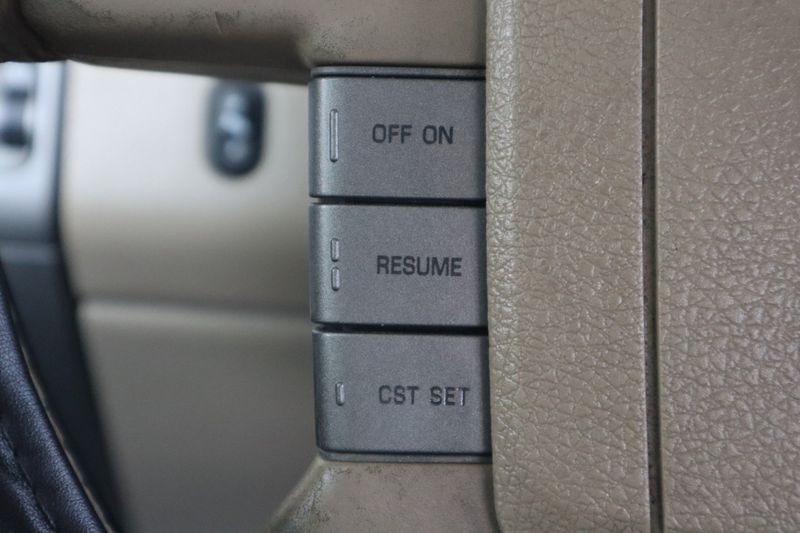 OFF ON
RESUME
CST SET